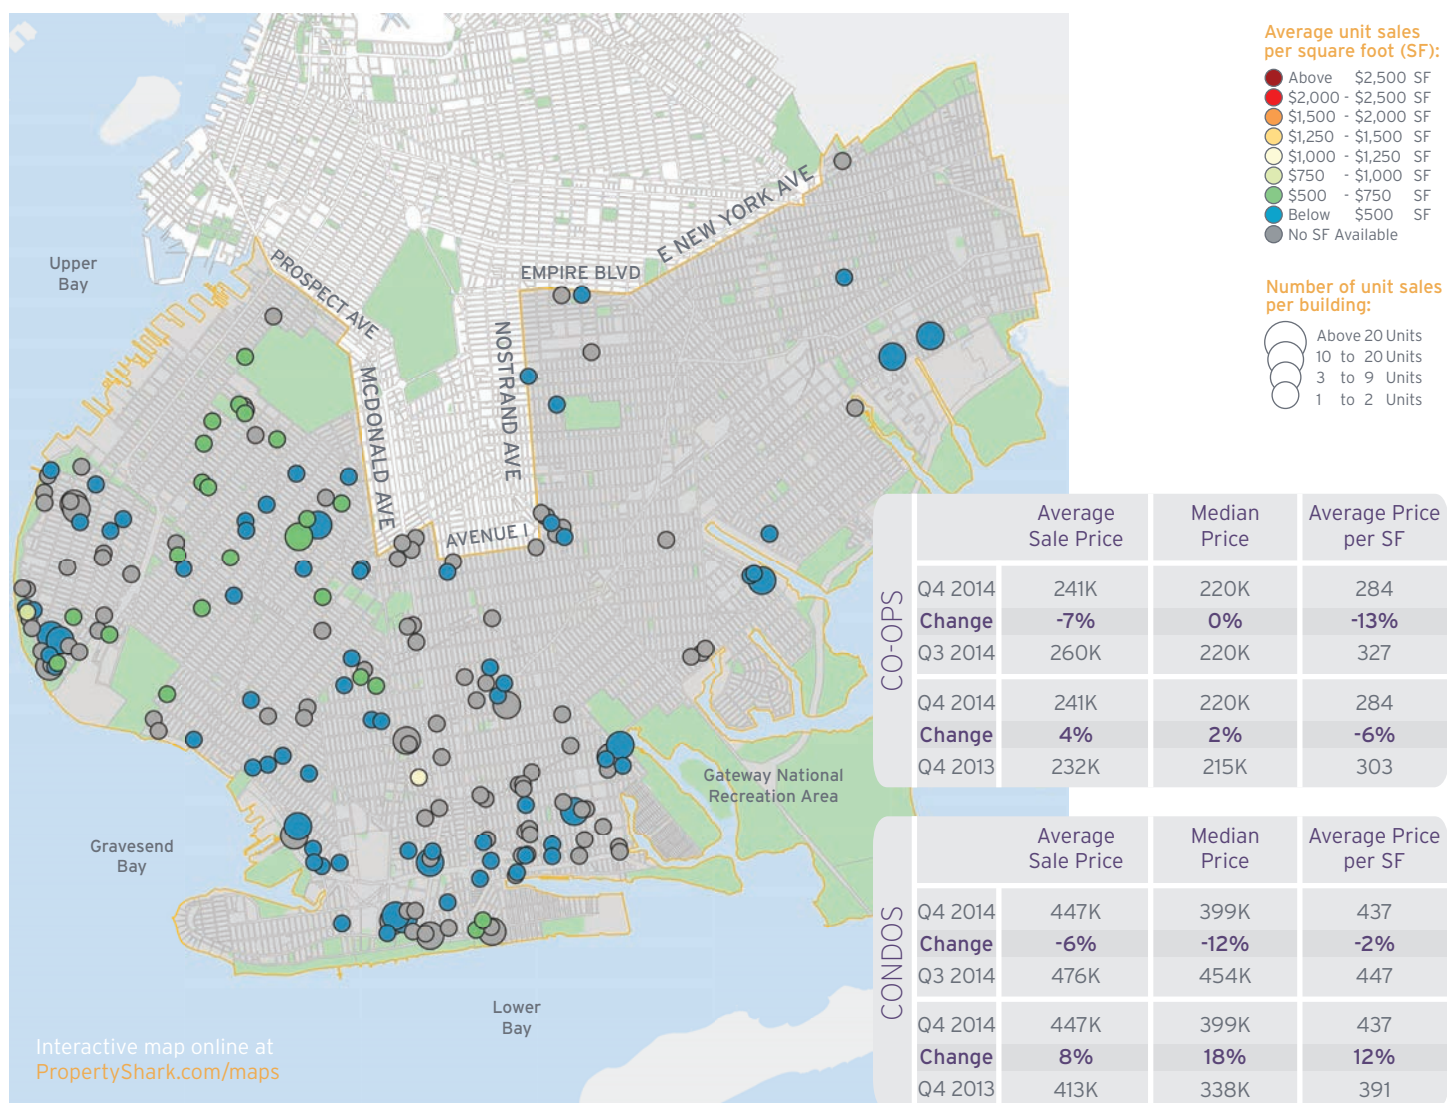 Upper
Bay
PROSPECT AVE
MCDONALD AVE
NOSTRAND AVE
EMPIRE BLVD
E NEW YORK AVE
AVENUE I
Gateway National
Recreation Area
Gravesend
Bay
Lower
Bay
Interactive map online at
PropertyShark.com/maps
Average unit sales
per square foot (SF):
Above $2,500 SF
$2,000 - $2,500 SF
$1,500 - $2,000 SF
$1,250 - $1,500 SF
$1,000 - $1,250 SF
$750 - $1,000 SF
$500 - $750 SF
Below $500 SF
No SF Available
Number of unit sales
per building:
Above 20 Units
10 to 20 Units
3 to 9 Units
1 to 2 Units
CO-OPS
Average Sale Price Median Price Average Price per SF
Q4 2014 241K 220K 284
Change -7% 0% -13%
Q3 2014 260K 220K 327
Q4 2014 241K 220K 284
Change 4% 2% -6%
Q4 2013 232K 215K 303
CONDOS
Average Sale Price Median Price Average Price per SF
Q4 2014 447K 399K 437
Change -6% -12% -2%
Q3 2014 476K 454K 447
Q4 2014 447K 399K 437
Change 8% 18% 12%
Q4 2013 413K 338K 391